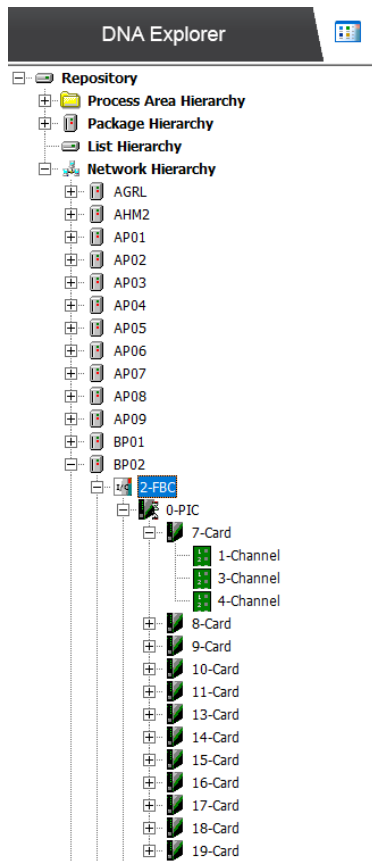 DNA Explorer
Repository
Process Area Hierarchy
Package Hierarchy
List Hierarchy
Network Hierarchy
AGRL
AHM2
AP01
AP02
AP03
AP04
AP05
AP06
AP07
AP08
AP09
BP01
BP02
2-FBC
0-PIC
7-Card
1-Channel
3-Channel
4-Channel
8-Card
9-Card
10-Card
11-Card
13-Card
14-Card
15-Card
16-Card
17-Card
18-Card
19-Card